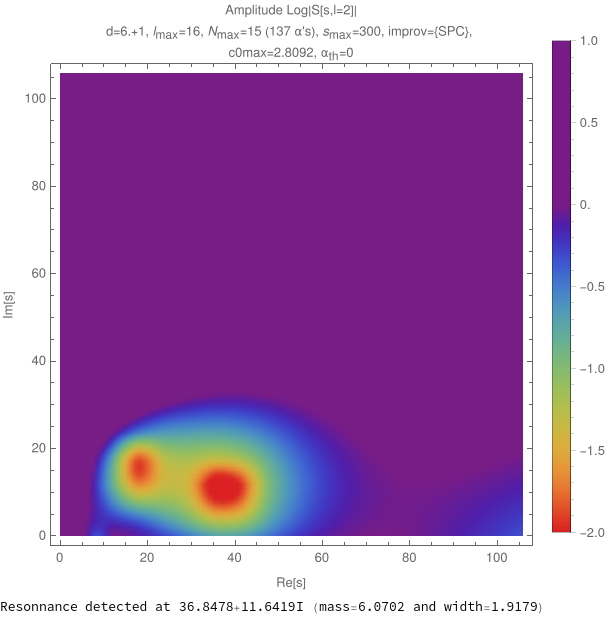 Amplitude Log|S[s,l=2]|
d=6.+1, lmax=16, Nmax=15 (137 α's), smax=300, improv={SPC},
c0max=2.8092, αth=0
1.0
0.5
0.
-0.5
-1.0
-1.5
-2.0
100
80
60
40
20
0
Im[s]
0 20 40 60 80 100
Re[s]
Resonnance detected at 36.8478+11.6419I (mass=6.0702 and width=1.9179)